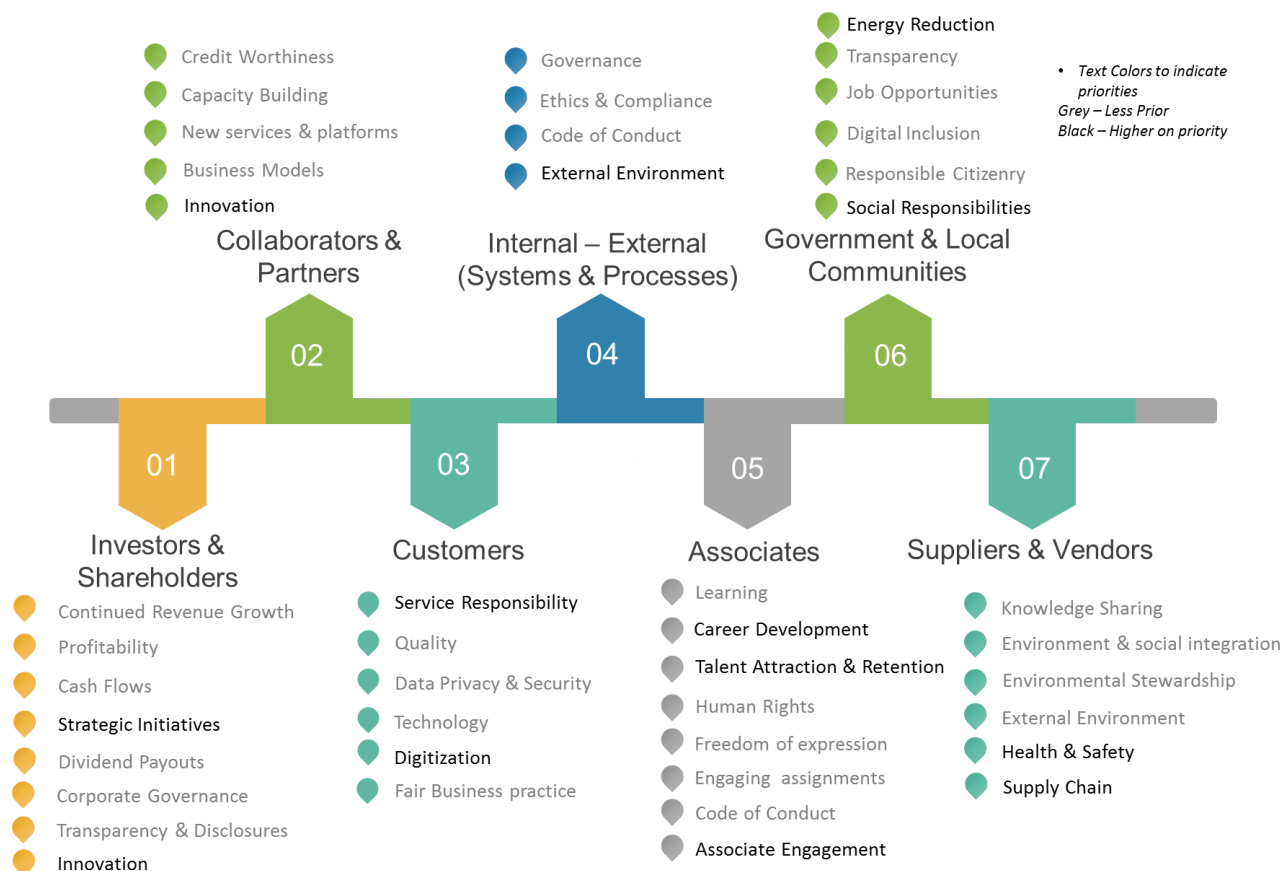 Credit Worthiness
Capacity Building
New services & platforms
Business Models
Innovation
Collaborators &
Partners
Governance
Ethics & Compliance
Code of Conduct
External Environment
Internal – External
(Systems & Processes)
Energy Reduction
Transparency
Job Opportunities
Digital Inclusion
Responsible Citizenry
Social Responsibilities
Government & Local
Communities
• Text Colors to indicate
priorities
Grey – Less Prior
Black – Higher on priority
02
04
06
01
03
05
07
Investors &
Shareholders
Continued Revenue Growth
Profitability
Cash Flows
Strategic Initiatives
Dividend Payouts
Corporate Governance
Transparency & Disclosures
Innovation
Customers
Service Responsibility
Quality
Data Privacy & Security
Technology
Digitization
Fair Business practice
Associates
Learning
Career Development
Talent Attraction & Retention
Human Rights
Freedom of expression
Engaging assignments
Code of Conduct
Associate Engagement
Suppliers & Vendors
Knowledge Sharing
Environment & social integration
Environmental Stewardship
External Environment
Health & Safety
Supply Chain